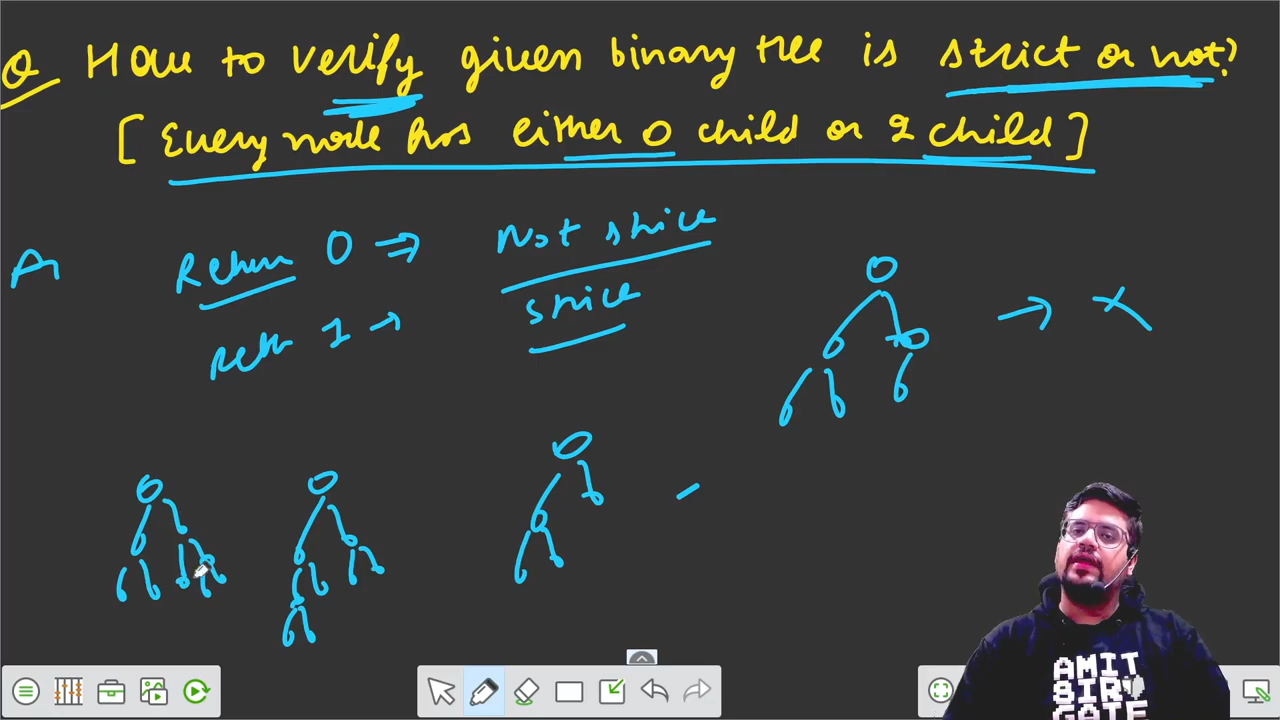 Q How to verify given binary tree is strict or not?
[Every node has either 0 child or 2 child]
A
Return 0 ⇒ Not strict
Retn 1 → strict
→ ×
AMIT
SIR
GATE